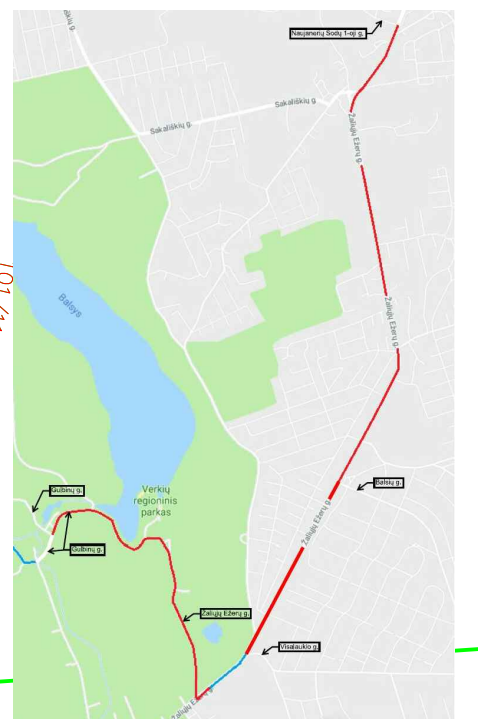 Naujanerių Sodų 1-oji g.
Sakališkių g.
Sakališkių g.
Žaliųjų Ežerų g.
Balsys
Žaliųjų Ežerų g.
Balsių g.
Gulbinų g.
Verkių
regioninis
parkas
Žaliųjų Ežerų g.
Gulbinų g.
Žaliųjų Ežerų g.
Visalaukio g.
Žaliųjų Ežerų g.